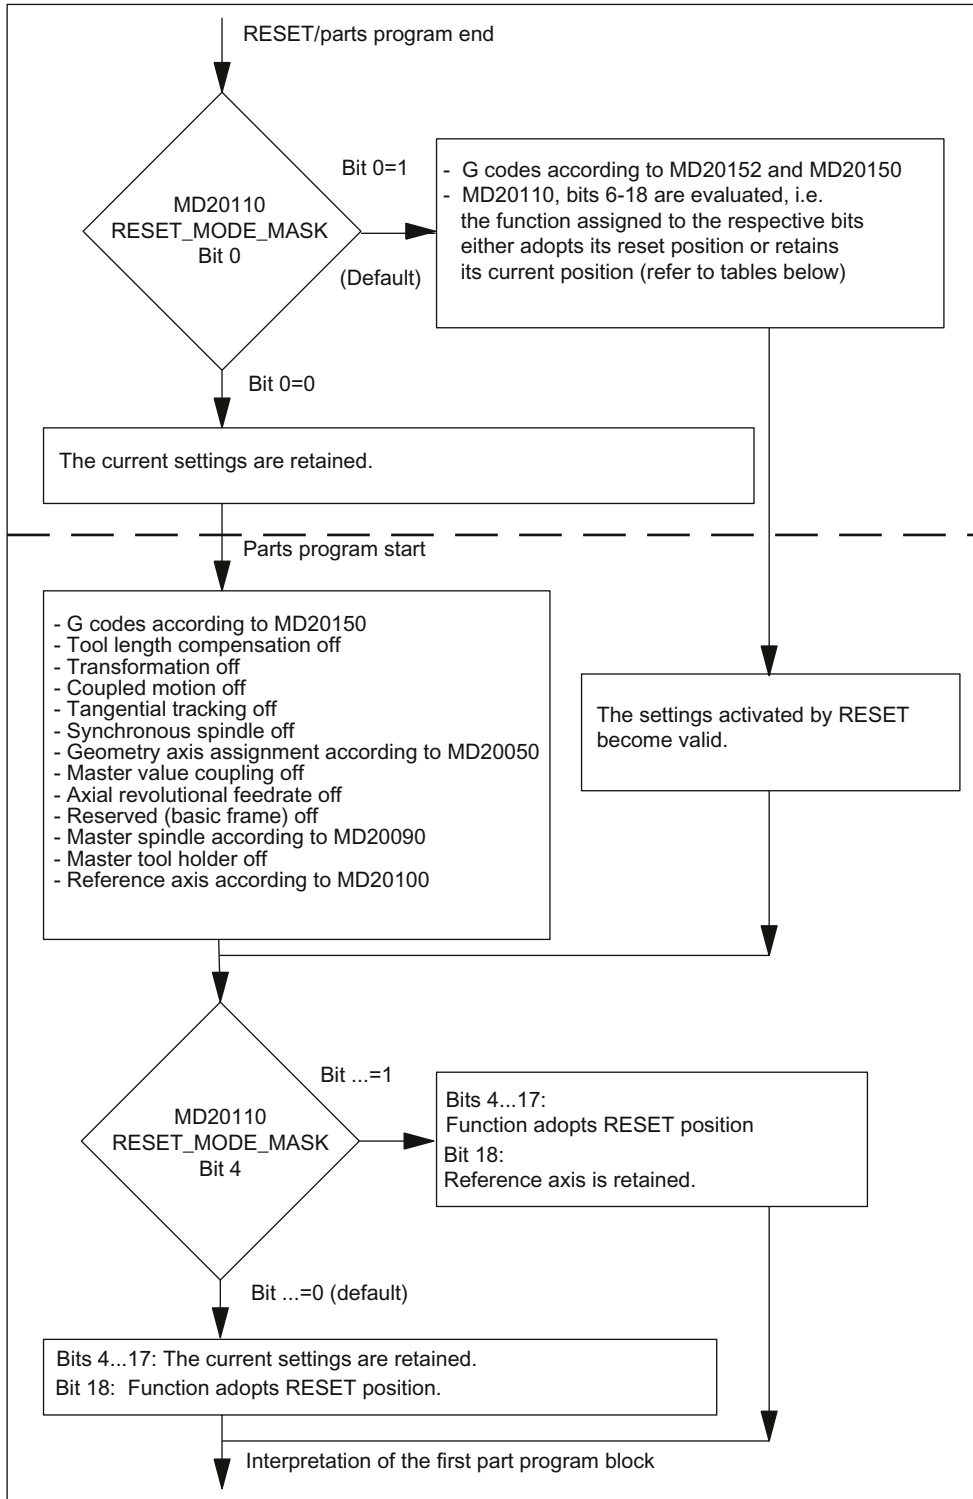 RESET/parts program end
MD20110
RESET_MODE_MASK
Bit 0
Bit 0=1
(Default)
- G codes according to MD20152 and MD20150
- MD20110, bits 6-18 are evaluated, i.e.
the function assigned to the respective bits
either adopts its reset position or retains
its current position (refer to tables below)
Bit 0=0
The current settings are retained.
Parts program start
- G codes according to MD20150
- Tool length compensation off
- Transformation off
- Coupled motion off
- Tangential tracking off
- Synchronous spindle off
- Geometry axis assignment according to MD20050
- Master value coupling off
- Axial revolutional feedrate off
- Reserved (basic frame) off
- Master spindle according to MD20090
- Master tool holder off
- Reference axis according to MD20100
The settings activated by RESET
become valid.
MD20110
RESET_MODE_MASK
Bit 4
Bit ...=1
Bits 4...17:
Function adopts RESET position
Bit 18:
Reference axis is retained.
Bit ...=0 (default)
Bits 4...17: The current settings are retained.
Bit 18:  Function adopts RESET position.
Interpretation of the first part program block